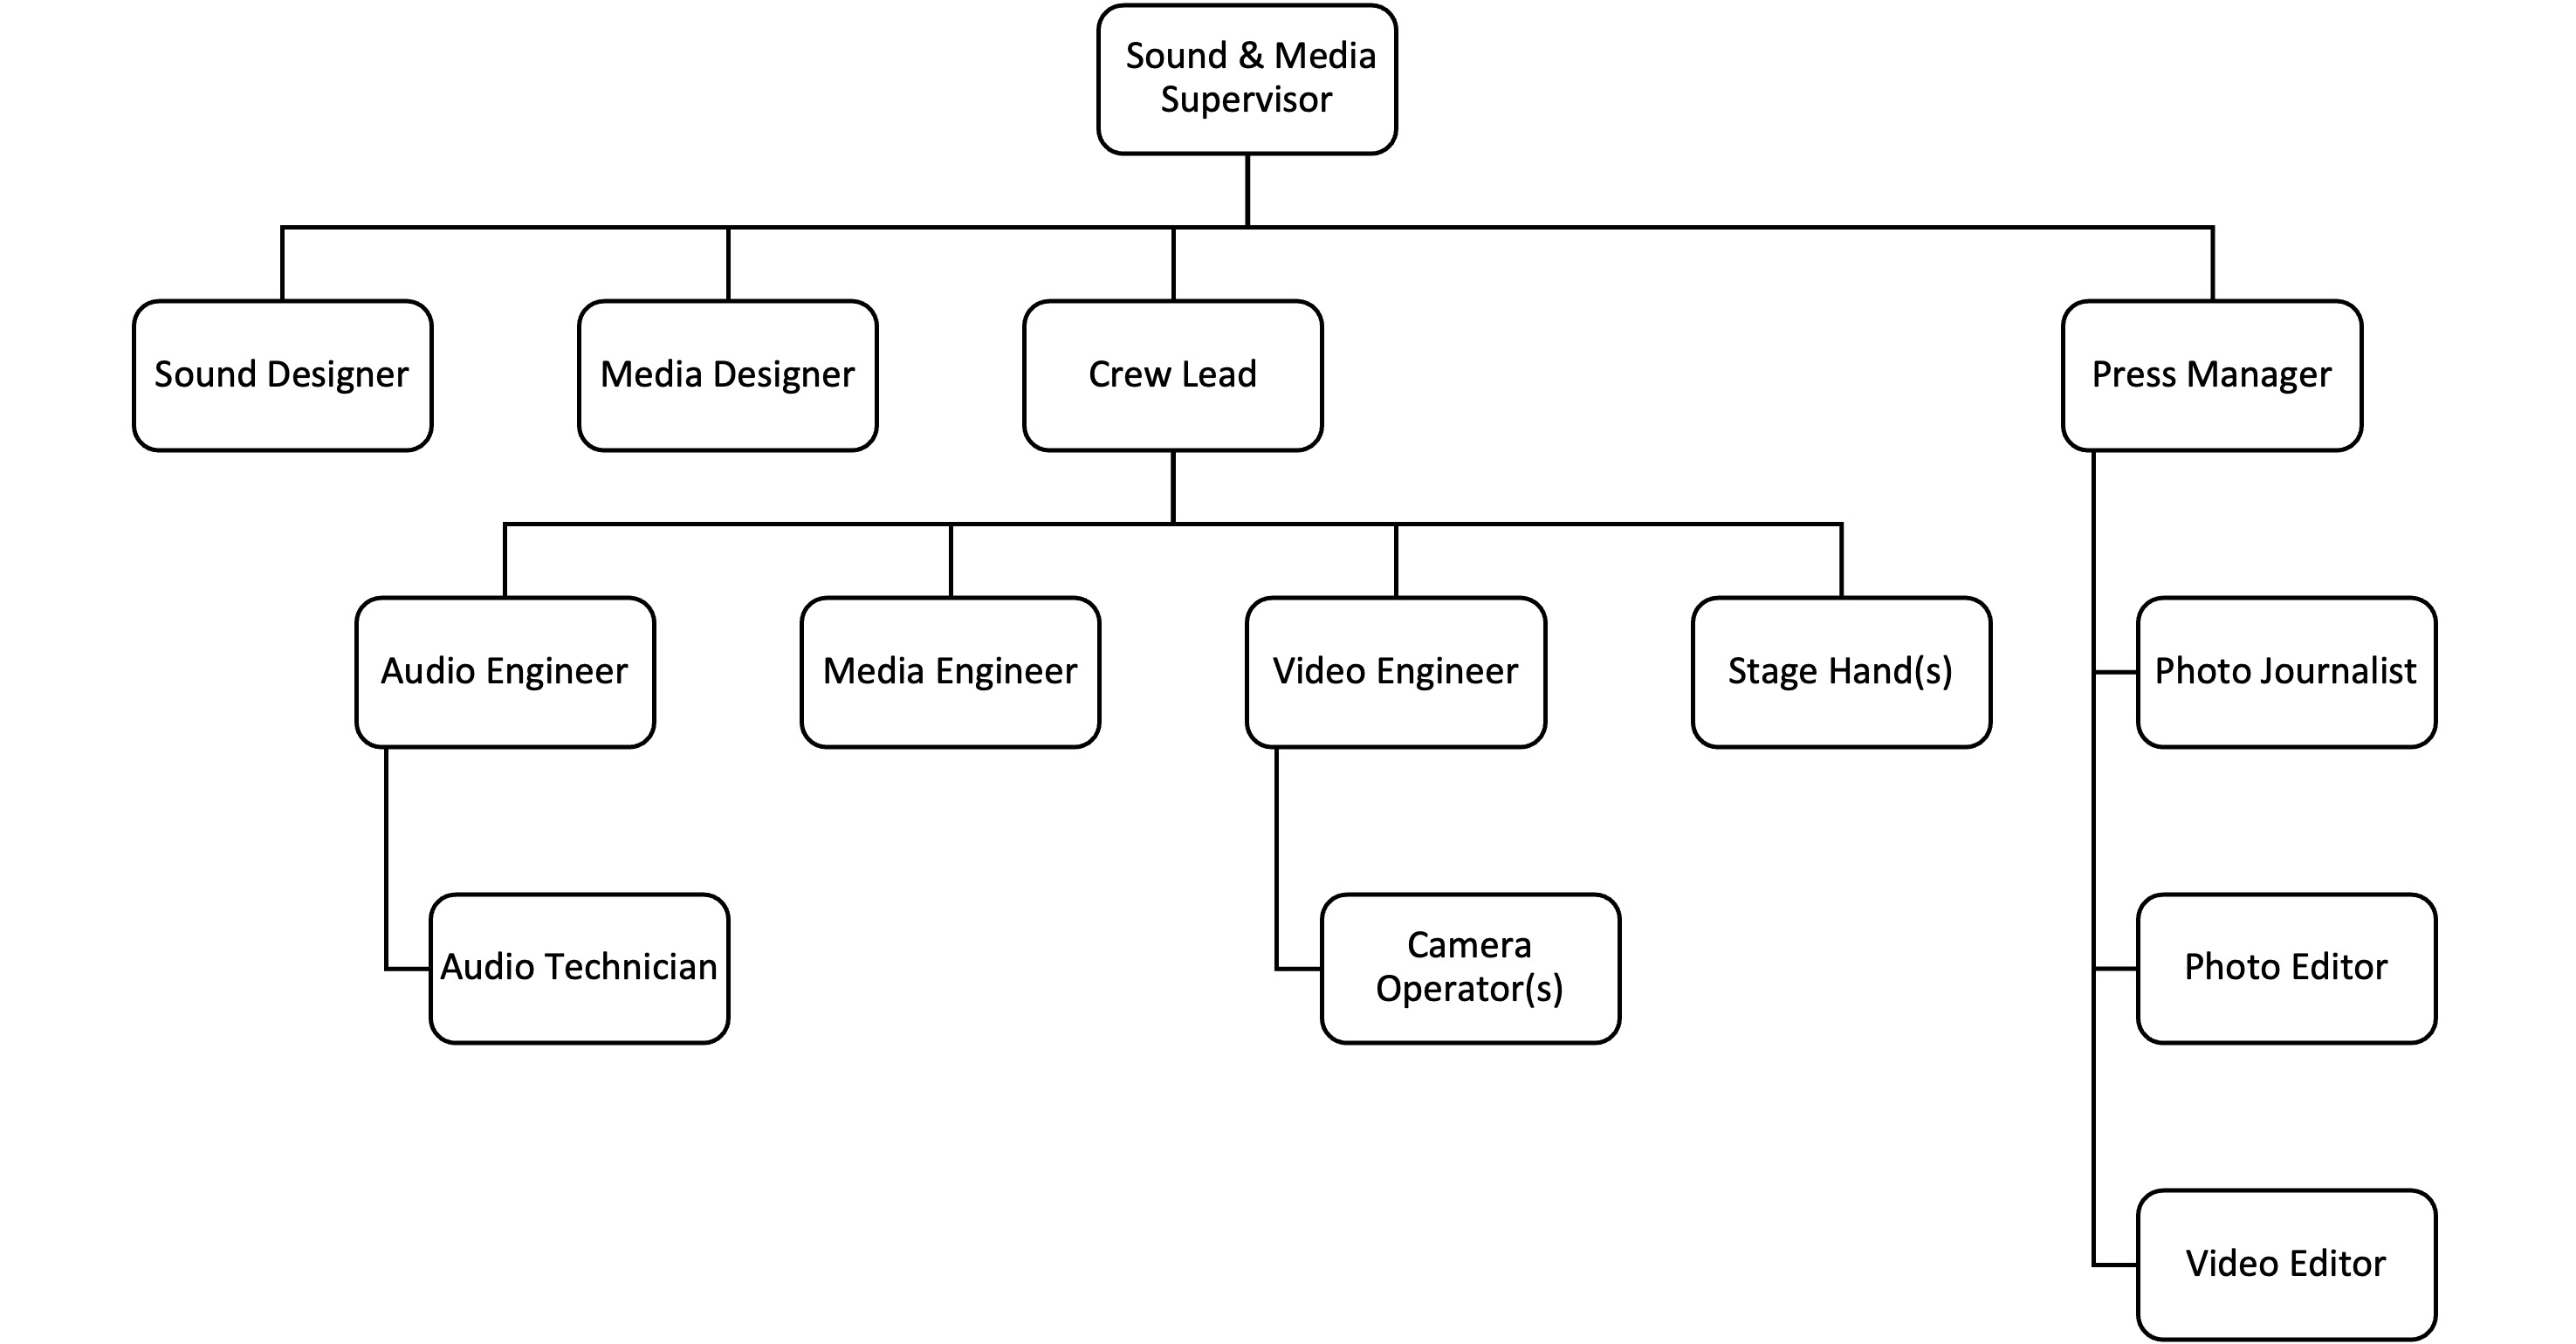 Sound & Media
Supervisor
Sound Designer
Media Designer
Crew Lead
Press Manager
Audio Engineer
Media Engineer
Video Engineer
Stage Hand(s)
Photo Journalist
Audio Technician
Camera
Operator(s)
Photo Editor
Video Editor